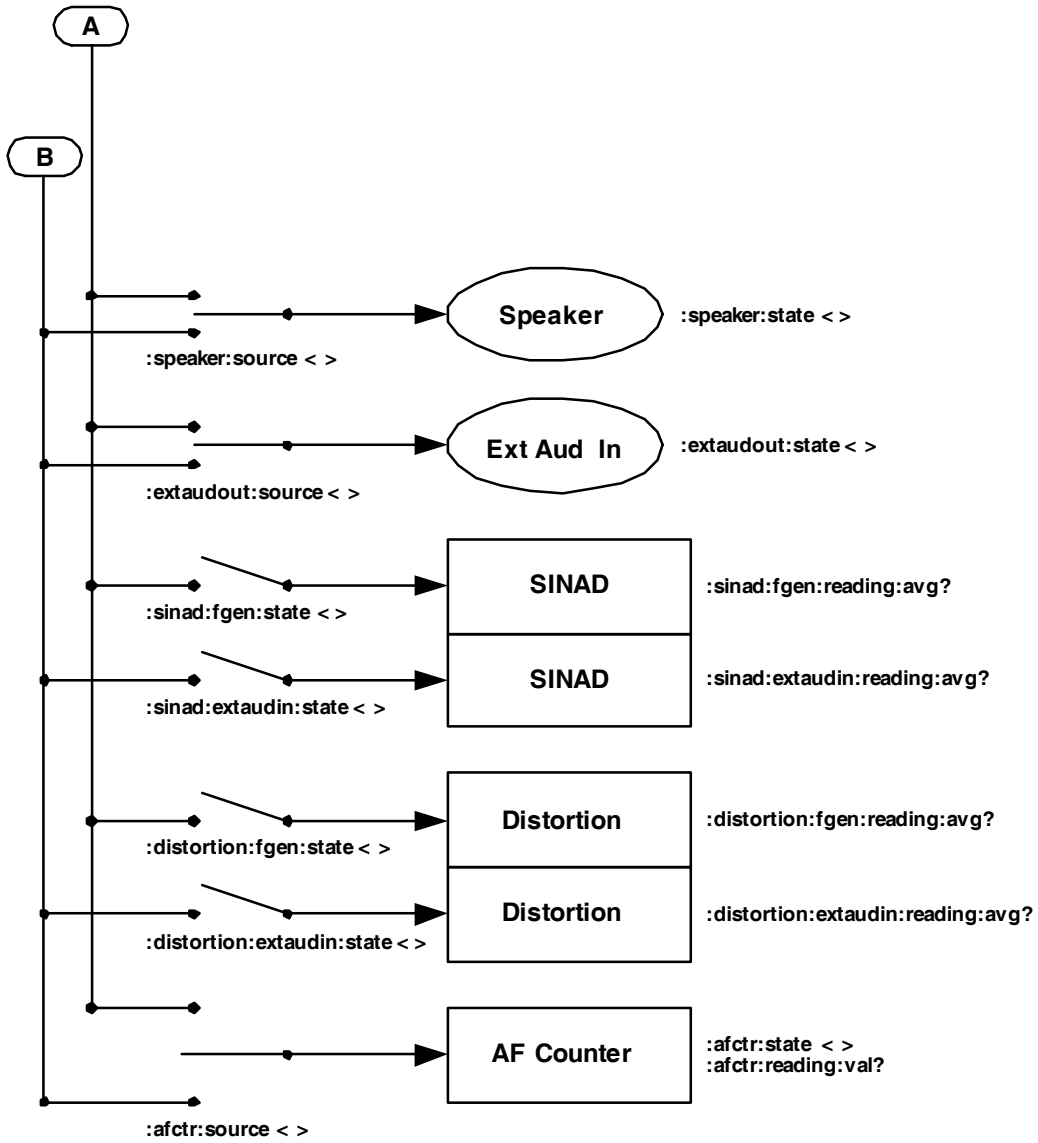 A
B
Speaker
:speaker:state < >
:speaker:source < >
Ext Aud In
:extaudout:state < >
:extaudout:source < >
SINAD
:sinad:fgen:reading:avg?
:sinad:fgen:state < >
SINAD
:sinad:extaudin:reading:avg?
:sinad:extaudin:state < >
Distortion
:distortion:fgen:reading:avg?
:distortion:fgen:state < >
Distortion
:distortion:extaudin:reading:avg?
:distortion:extaudin:state < >
AF Counter
:afctr:state < >
:afctr:reading:val?
:afctr:source < >